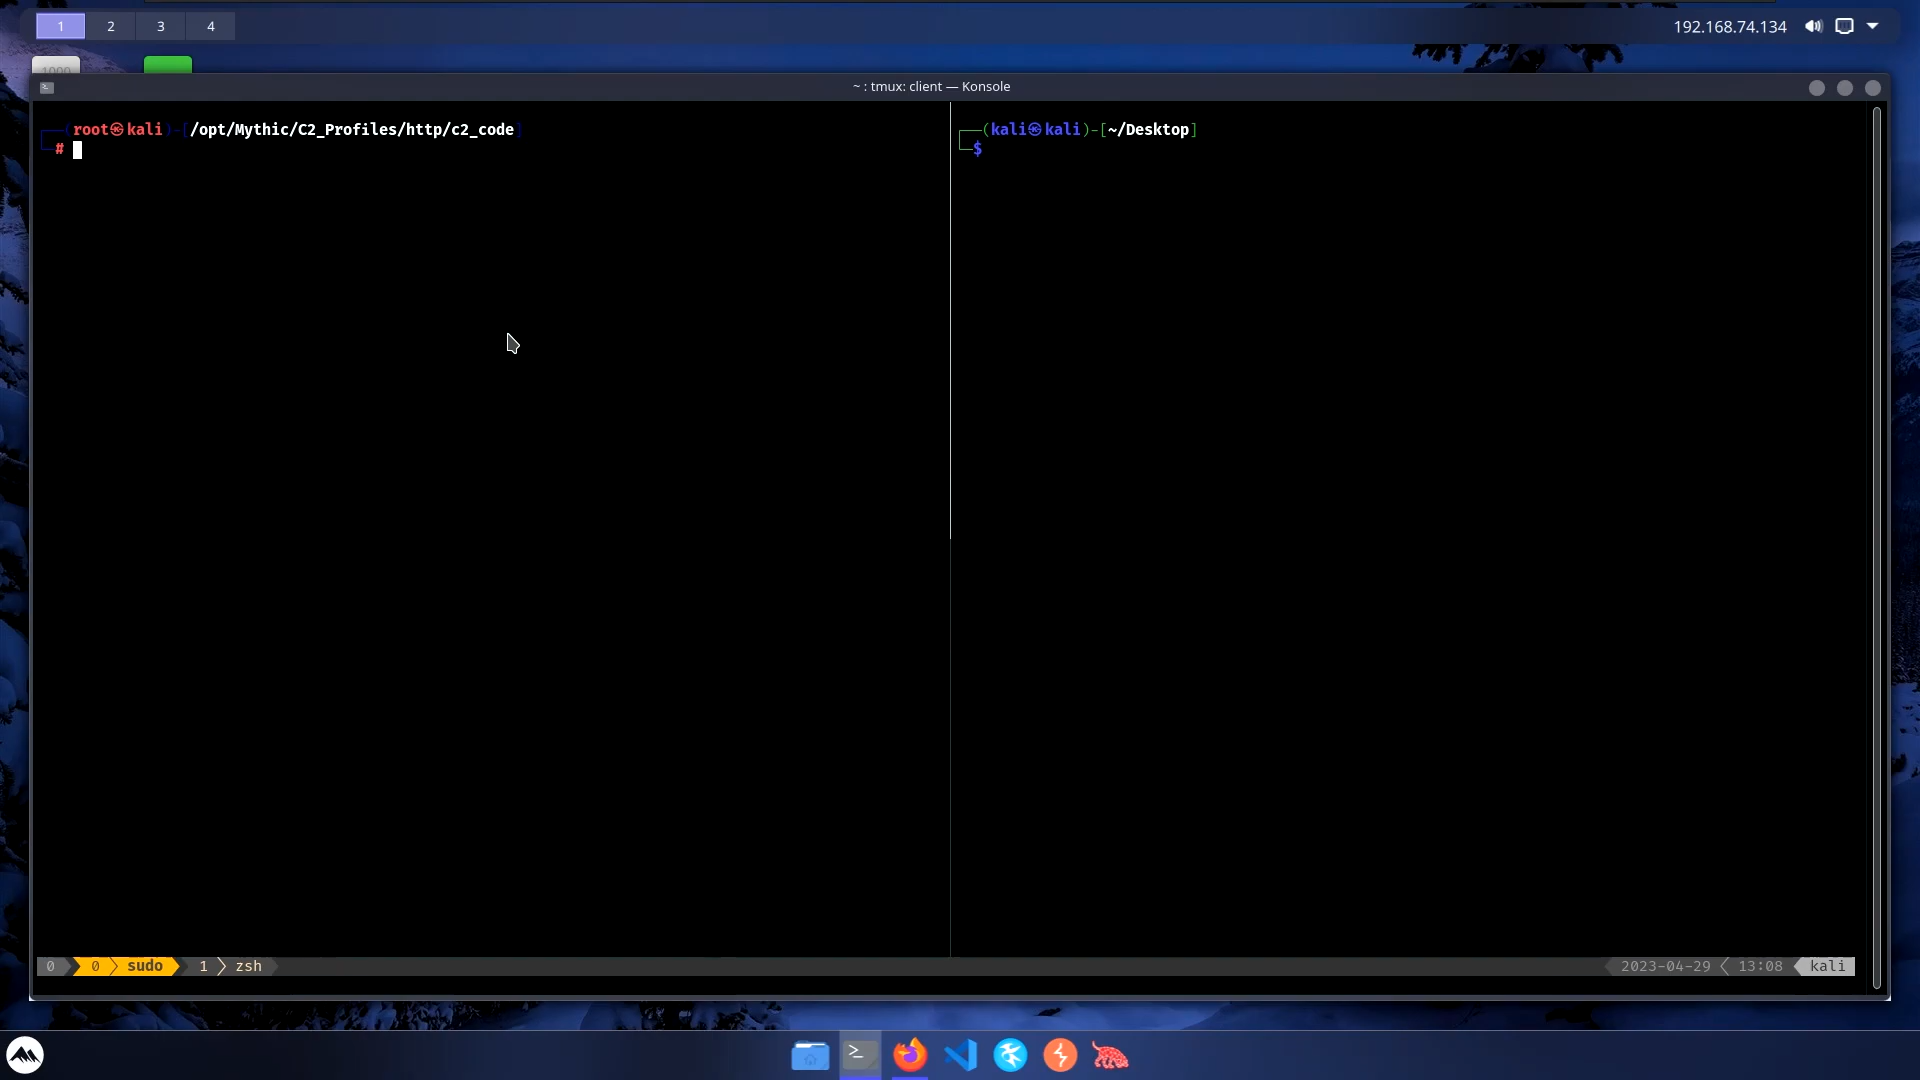 1 2 3 4
192.168.74.134
1000
~ : tmux: client — Konsole
┌──(root㉿kali)-[/opt/Mythic/C2_Profiles/http/c2_code]
└─#
┌──(kali㉿kali)-[~/Desktop]
└─$
0 0 sudo 1 zsh
2023-04-29 13:08 kali